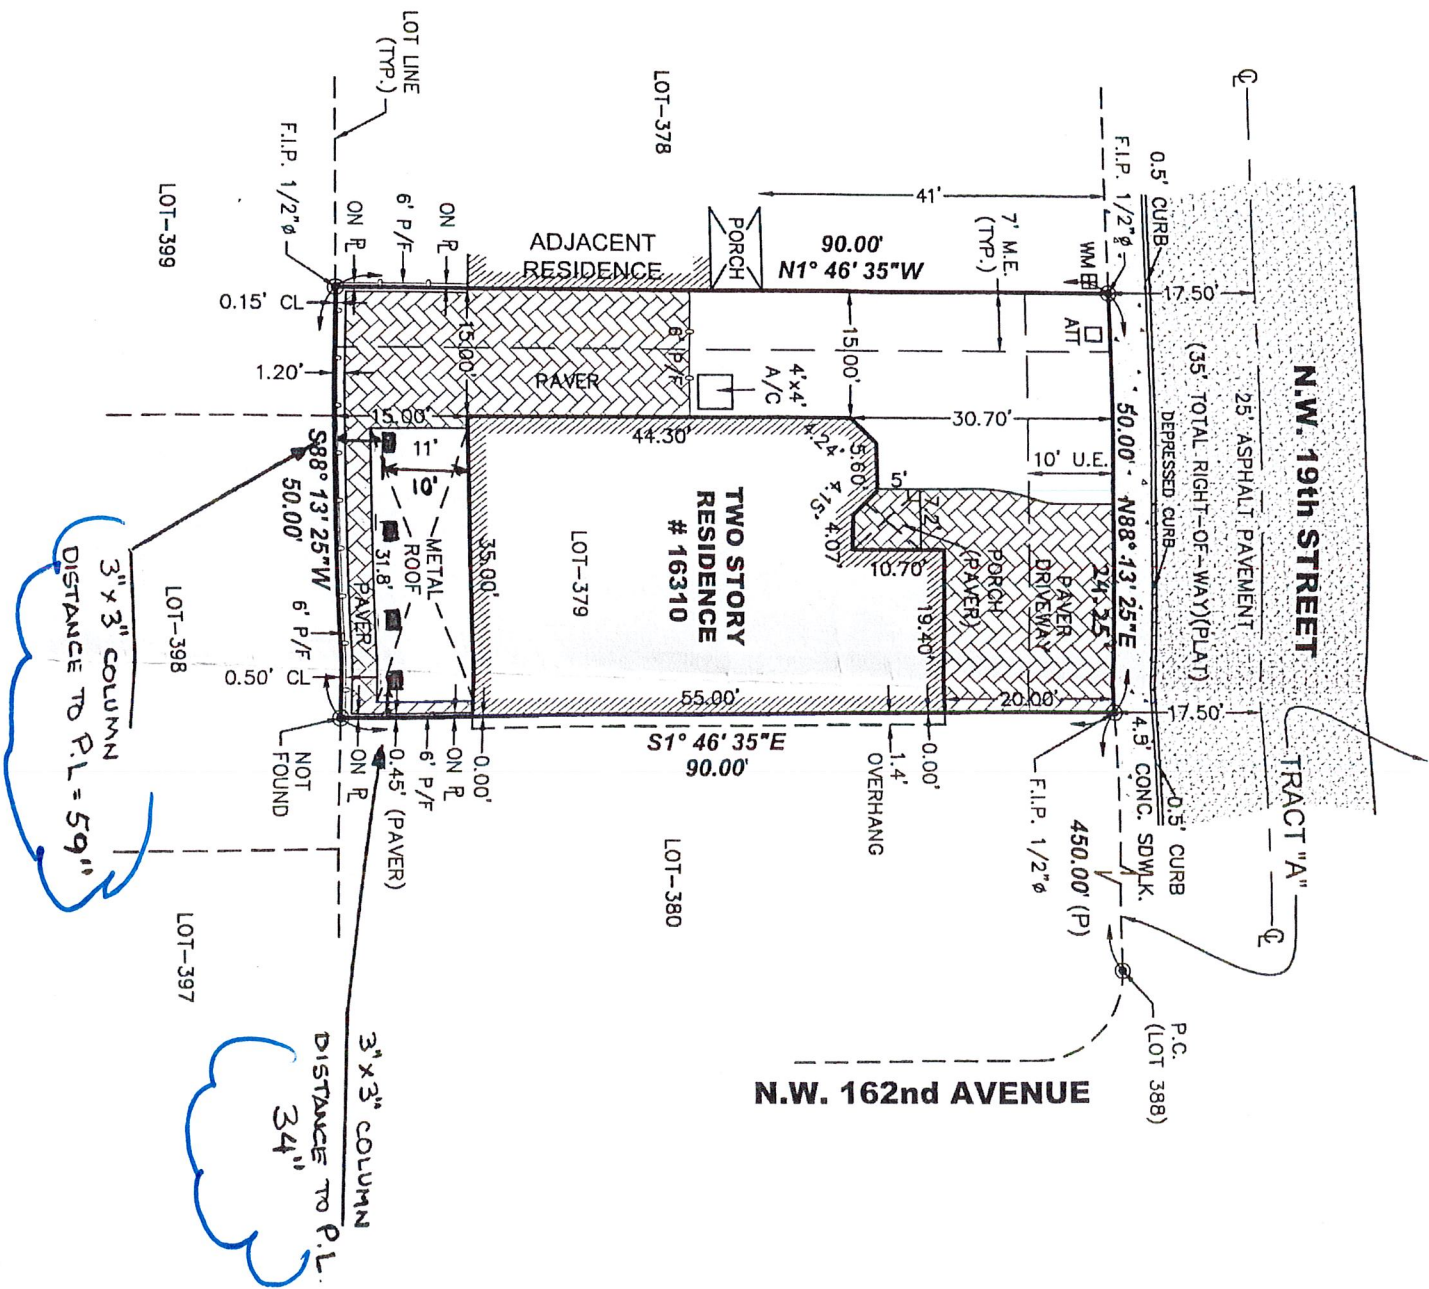 N.W. 19th STREET
25' ASPHALT PAVEMENT
(35' TOTAL RIGHT-OF-WAY)(PLAT)
DEPRESSED CURB
TRACT "A"
℄
℄
0.5' CURB
17.50'
17.50'
0.5' CURB
4.5' CONC. SDWLK.
F.I.P. 1/2"ø
F.I.P. 1/2"ø
450.00' (P)
P.C.
(LOT 388)
N.W. 162nd AVENUE
50.00'
N88° 13' 25"E
24.25'
WM
ATT
41'
7' M.E.
(TYP.)
90.00'
N1° 46' 35"W
PORCH
ADJACENT
RESIDENCE
LOT-378
10' U.E.
30.70'
15.00'
4'x4'
A/C
6' P/F
PAVER
DRIVEWAY
20.00'
PORCH
(PAVER)
7.2'
5'
10.70'
19.40'
4.24'
5.60'
4.15'
4.07'
44.30'
TWO STORY
RESIDENCE
# 16310
LOT-379
55.00'
35.00'
S1° 46' 35"E
90.00'
0.00'
1.4'
OVERHANG
LOT-380
PAVER
15.00'
15.00'
11'
10'
METAL
ROOF
31.8'
PAVER
0.00'
ON ⅊
6' P/F
0.45' (PAVER)
ON ⅊
NOT
FOUND
ON ⅊
6' P/F
ON ⅊
F.I.P. 1/2"ø
LOT LINE
(TYP.)
0.15' CL
1.20'
S88° 13' 25"W
50.00'
6' P/F
0.50' CL
LOT-399
LOT-398
LOT-397
3"x3" COLUMN
DISTANCE TO P.L = 59"
3"x3" COLUMN
DISTANCE TO P.L.
34"